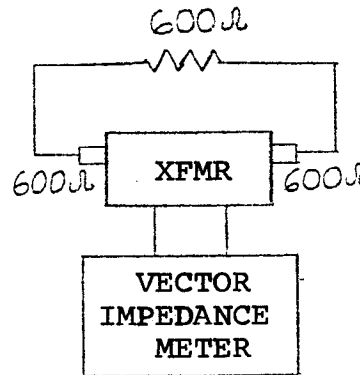 600Ω
600Ω
XFMR
600Ω
VECTOR
IMPEDANCE
METER